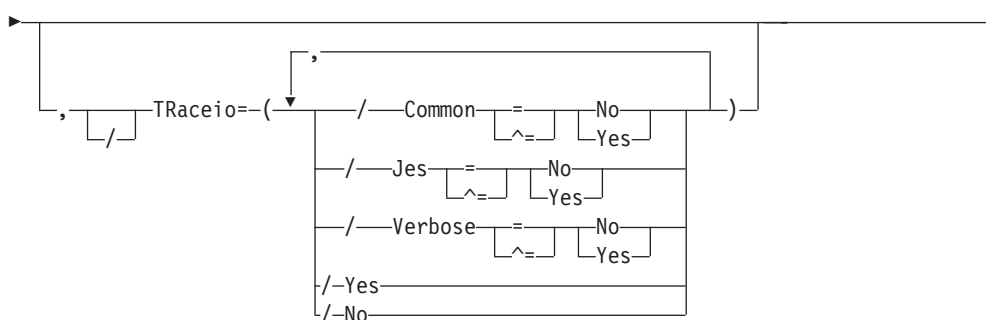 ,
, / TRaceio= ( / Common = ^= No Yes )
/ Jes = ^= No Yes
/ Verbose = ^= No Yes
/ Yes
/ No